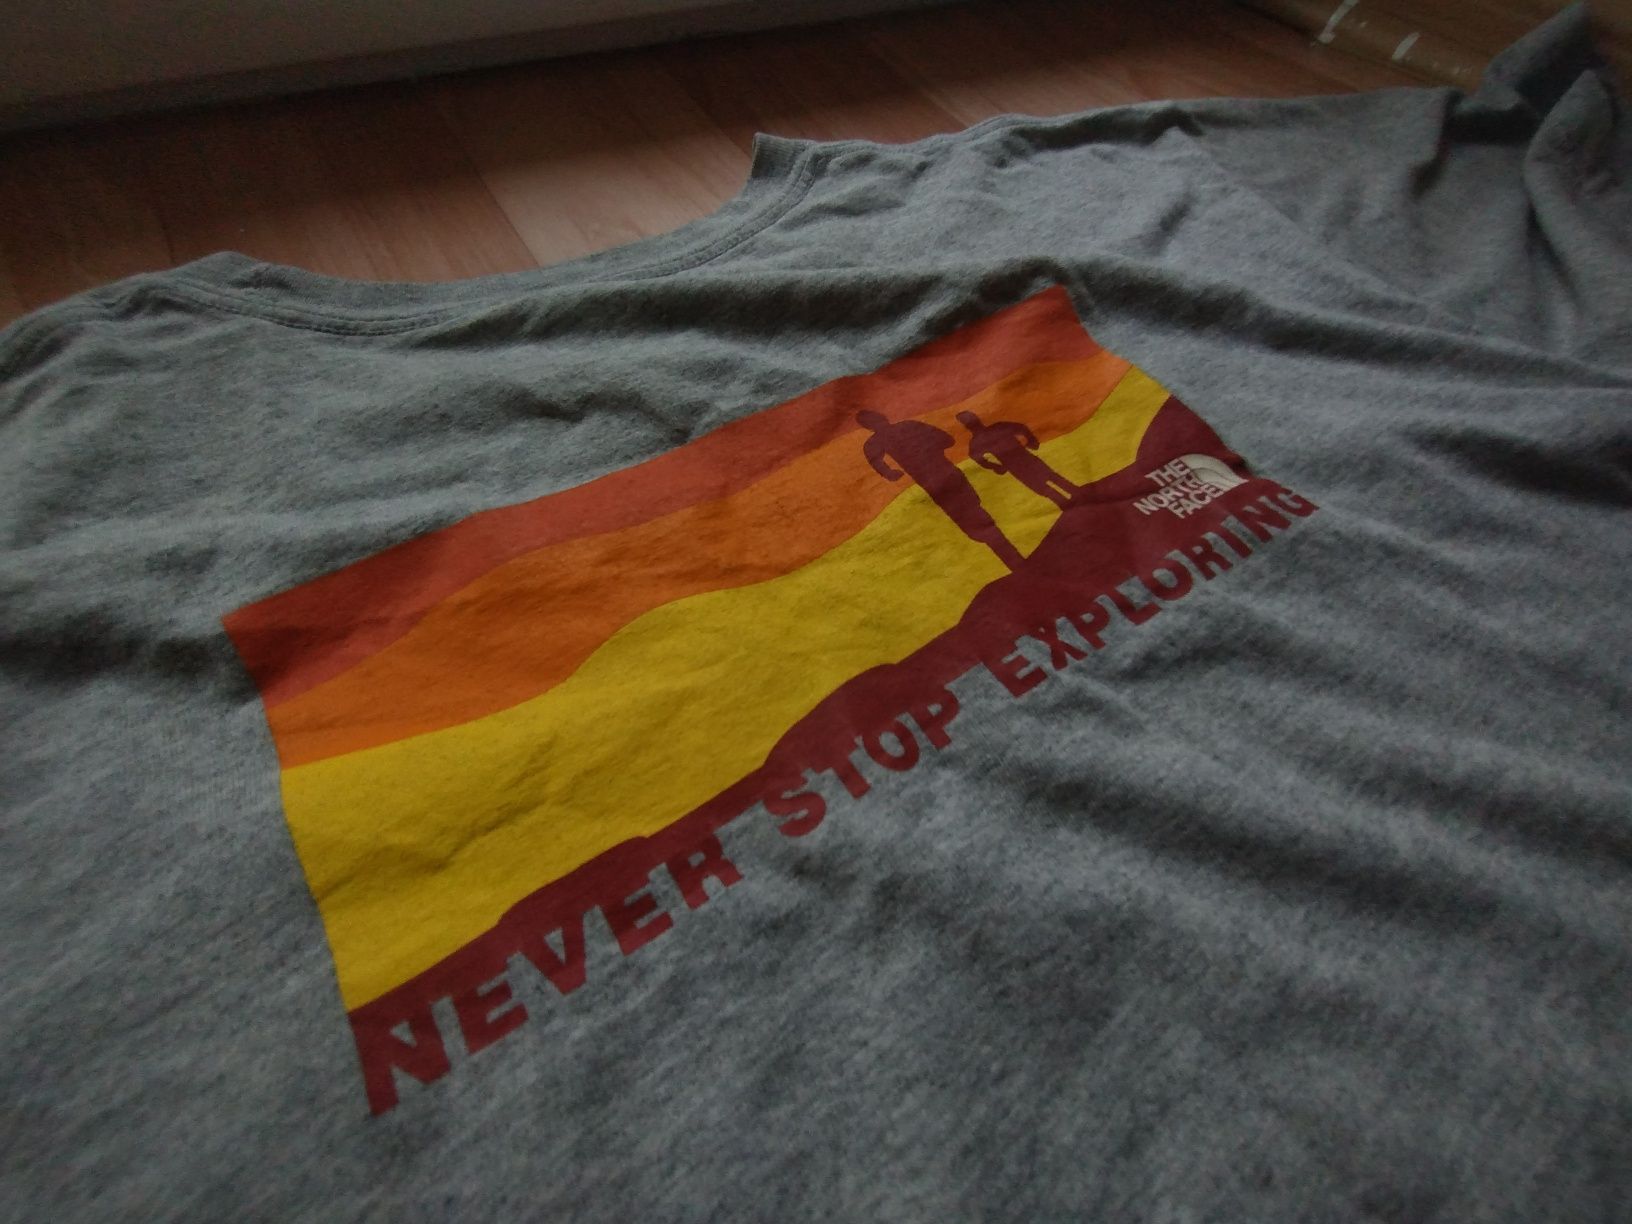 THE
NORTH
FACE
NEVER STOP EXPLORING